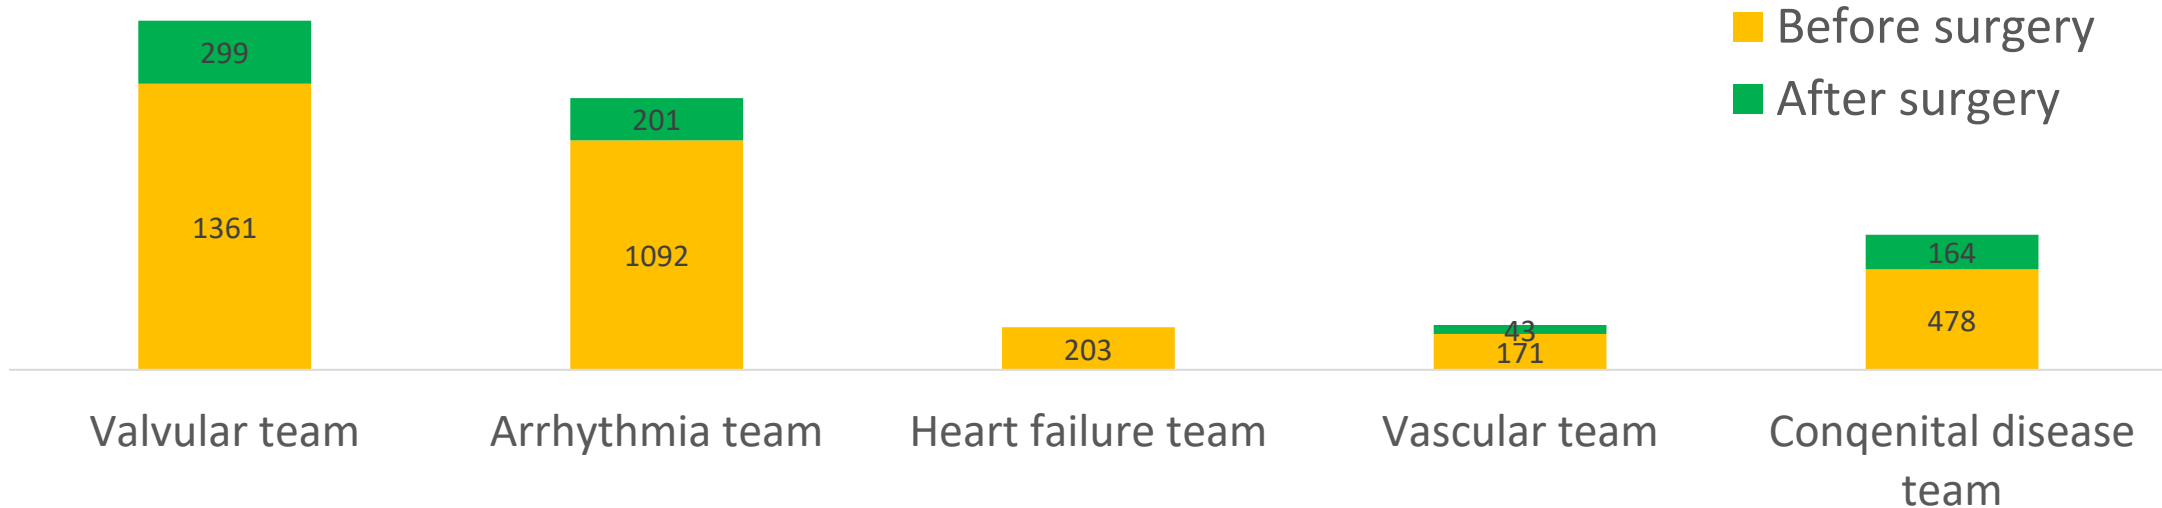 Before surgery
After surgery
299
1361
201
1092
203
43
171
164
478
Valvular team
Arrhythmia team
Heart failure team
Vascular team
Conqenital disease
team